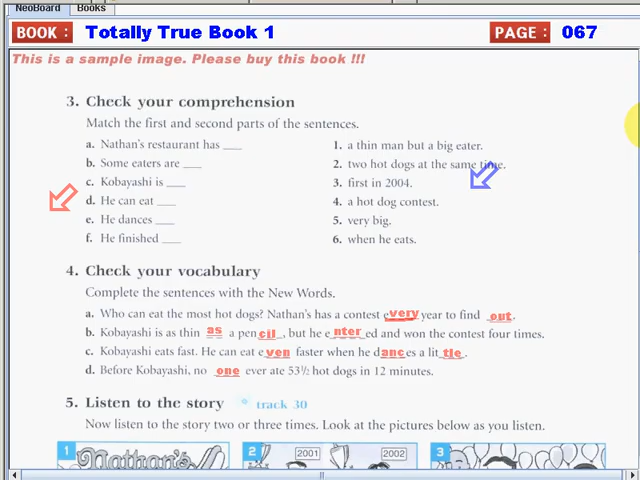 NeoBoard Books
BOOK : Totally True Book 1 PAGE : 067
This is a sample image. Please buy this book !!!
3. Check your comprehension
Match the first and second parts of the sentences.
a. Nathan's restaurant has ___ 1. a thin man but a big eater.
b. Some eaters are ___ 2. two hot dogs at the same time.
c. Kobayashi is ___ 3. first in 2004.
d. He can eat ___ 4. a hot dog contest.
e. He dances ___ 5. very big.
f. He finished ___ 6. when he eats.
4. Check your vocabulary
Complete the sentences with the New Words.
a. Who can eat the most hot dogs? Nathan's has a contest every year to find out.
b. Kobayashi is as thin as a pencil, but he entered and won the contest four times.
c. Kobayashi eats fast. He can eat even faster when he dances a little.
d. Before Kobayashi, no one ever ate 53½ hot dogs in 12 minutes.
5. Listen to the story track 30
Now listen to the story two or three times. Look at the pictures below as you listen.
1 Nathan's 2 2001 2002 3